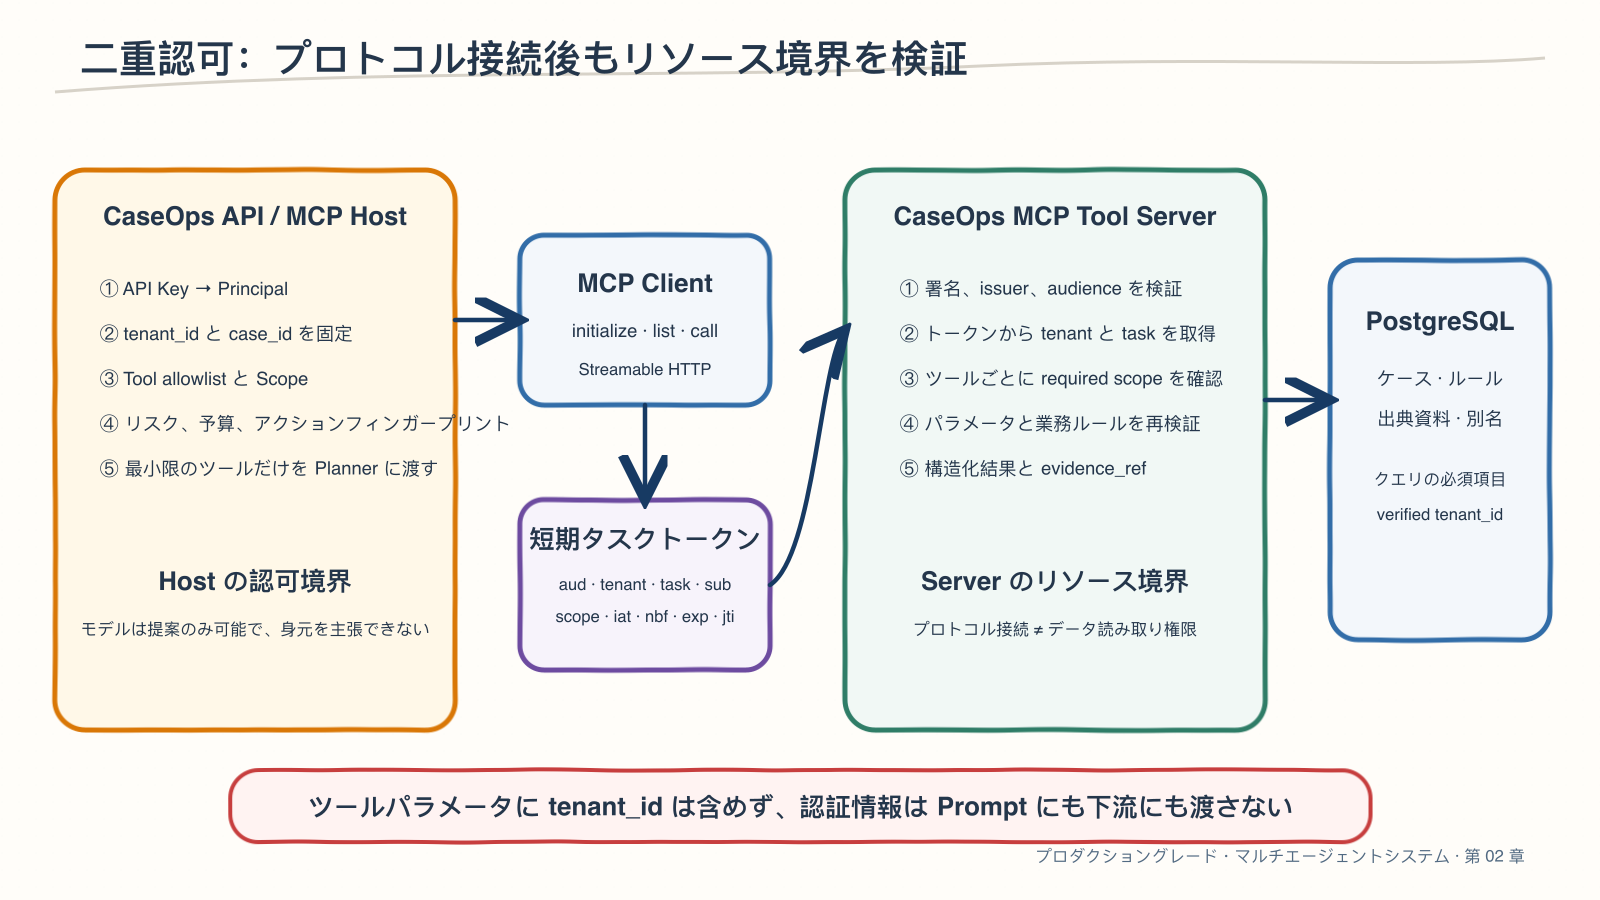 二重認可：プロトコル接続後もリソース境界を検証
CaseOps API / MCP Host
① API Key → Principal
② tenant_id と case_id を固定
③ Tool allowlist と Scope
④ リスク、予算、アクションフィンガープリント
⑤ 最小限のツールだけを Planner に渡す
Host の認可境界
モデルは提案のみ可能で、身元を主張できない
MCP Client
initialize · list · call
Streamable HTTP
短期タスクトークン
aud · tenant · task · sub
scope · iat · nbf · exp · jti
CaseOps MCP Tool Server
① 署名、issuer、audience を検証
② トークンから tenant と task を取得
③ ツールごとに required scope を確認
④ パラメータと業務ルールを再検証
⑤ 構造化結果と evidence_ref
Server のリソース境界
プロトコル接続 ≠ データ読み取り権限
PostgreSQL
ケース · ルール
出典資料 · 別名
クエリの必須項目
verified tenant_id
ツールパラメータに tenant_id は含めず、認証情報は Prompt にも下流にも渡さない
プロダクショングレード · マルチエージェントシステム · 第 02 章